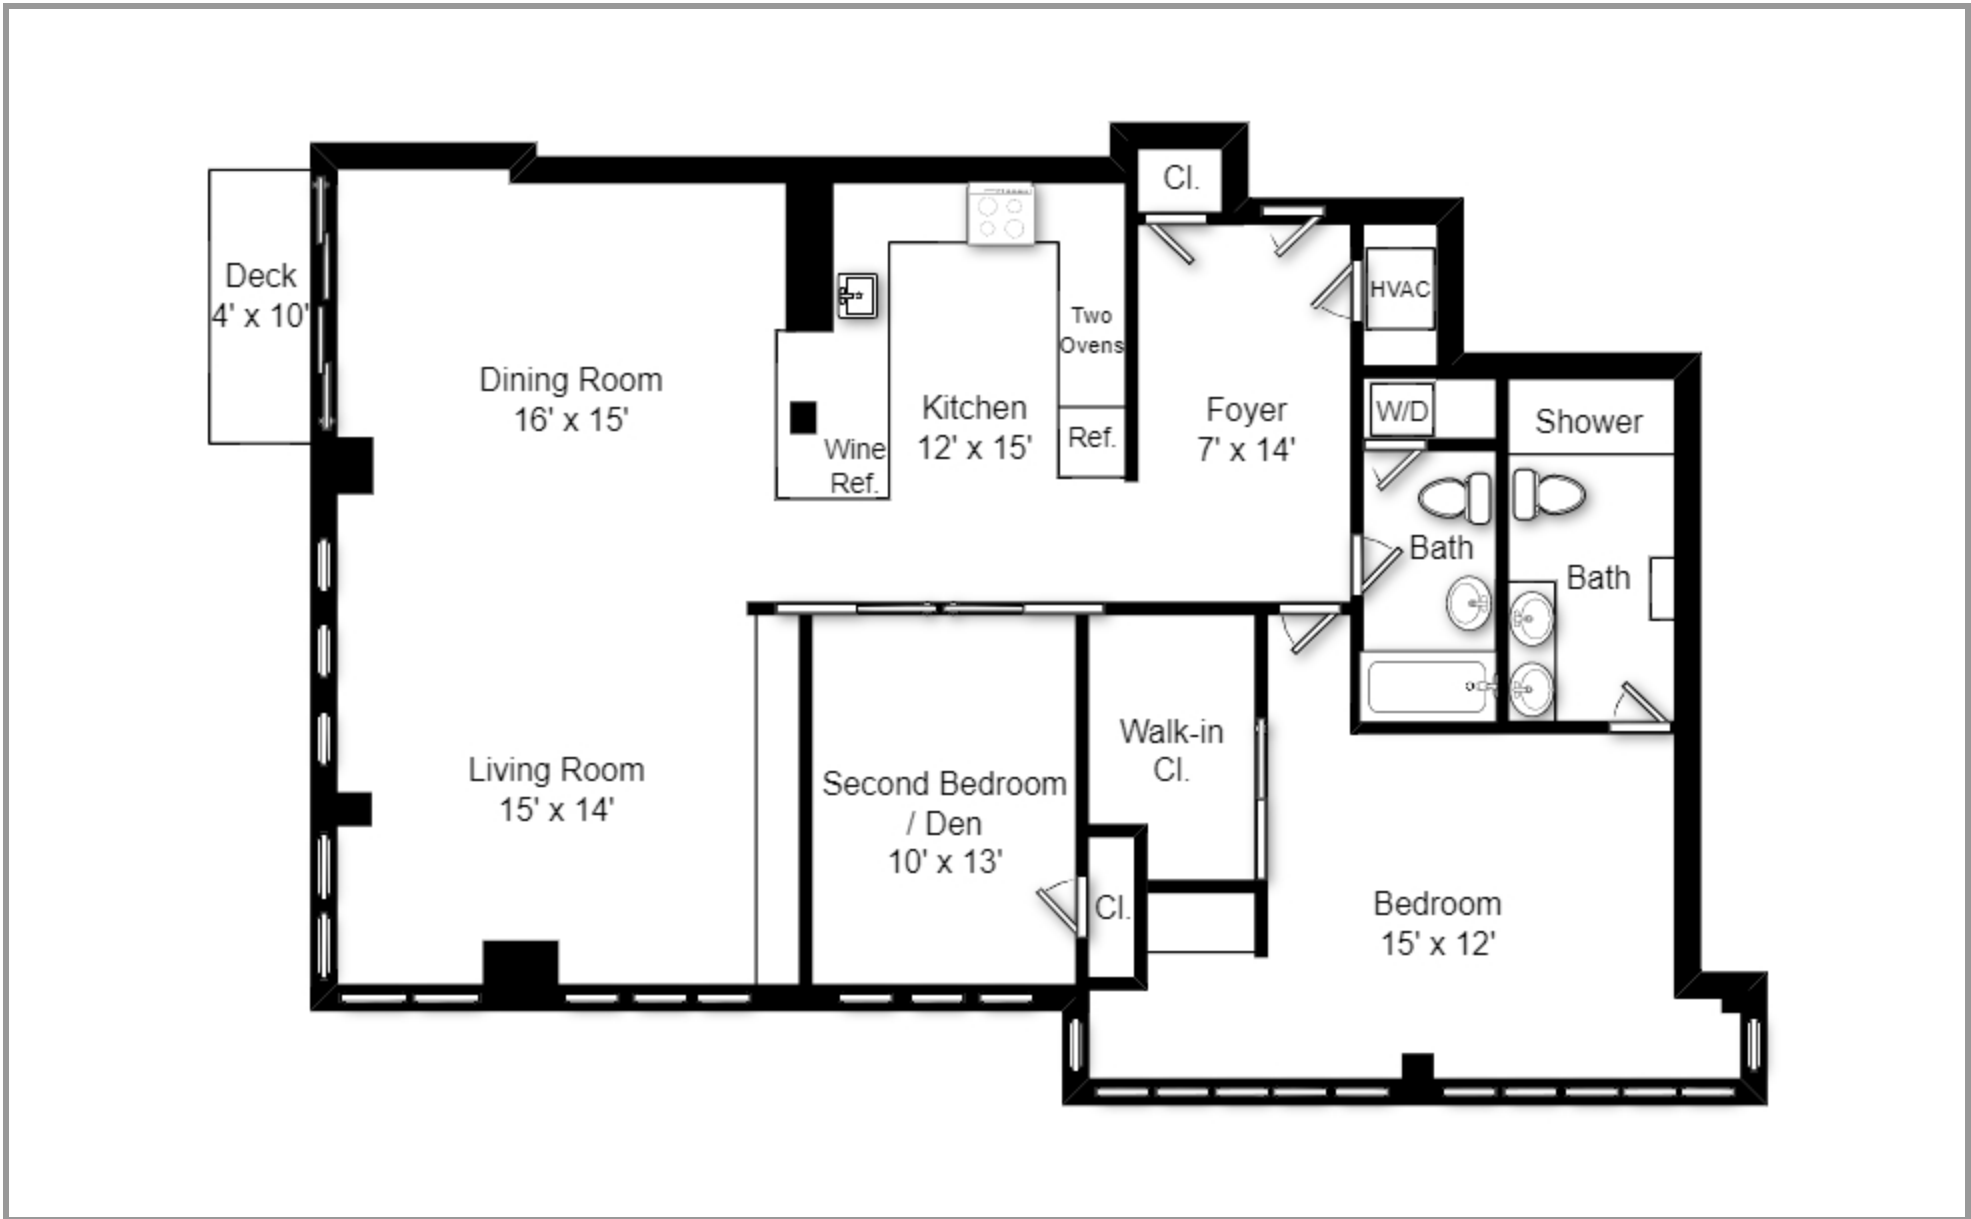 Cl.
Deck
4' x 10'
HVAC
Two
Ovens
Dining Room
16' x 15'
Kitchen
12' x 15'
Wine
Ref.
Ref.
Foyer
7' x 14'
W/D
Shower
Bath
Bath
Living Room
15' x 14'
Second Bedroom
/ Den
10' x 13'
Walk-in
Cl.
Cl.
Bedroom
15' x 12'